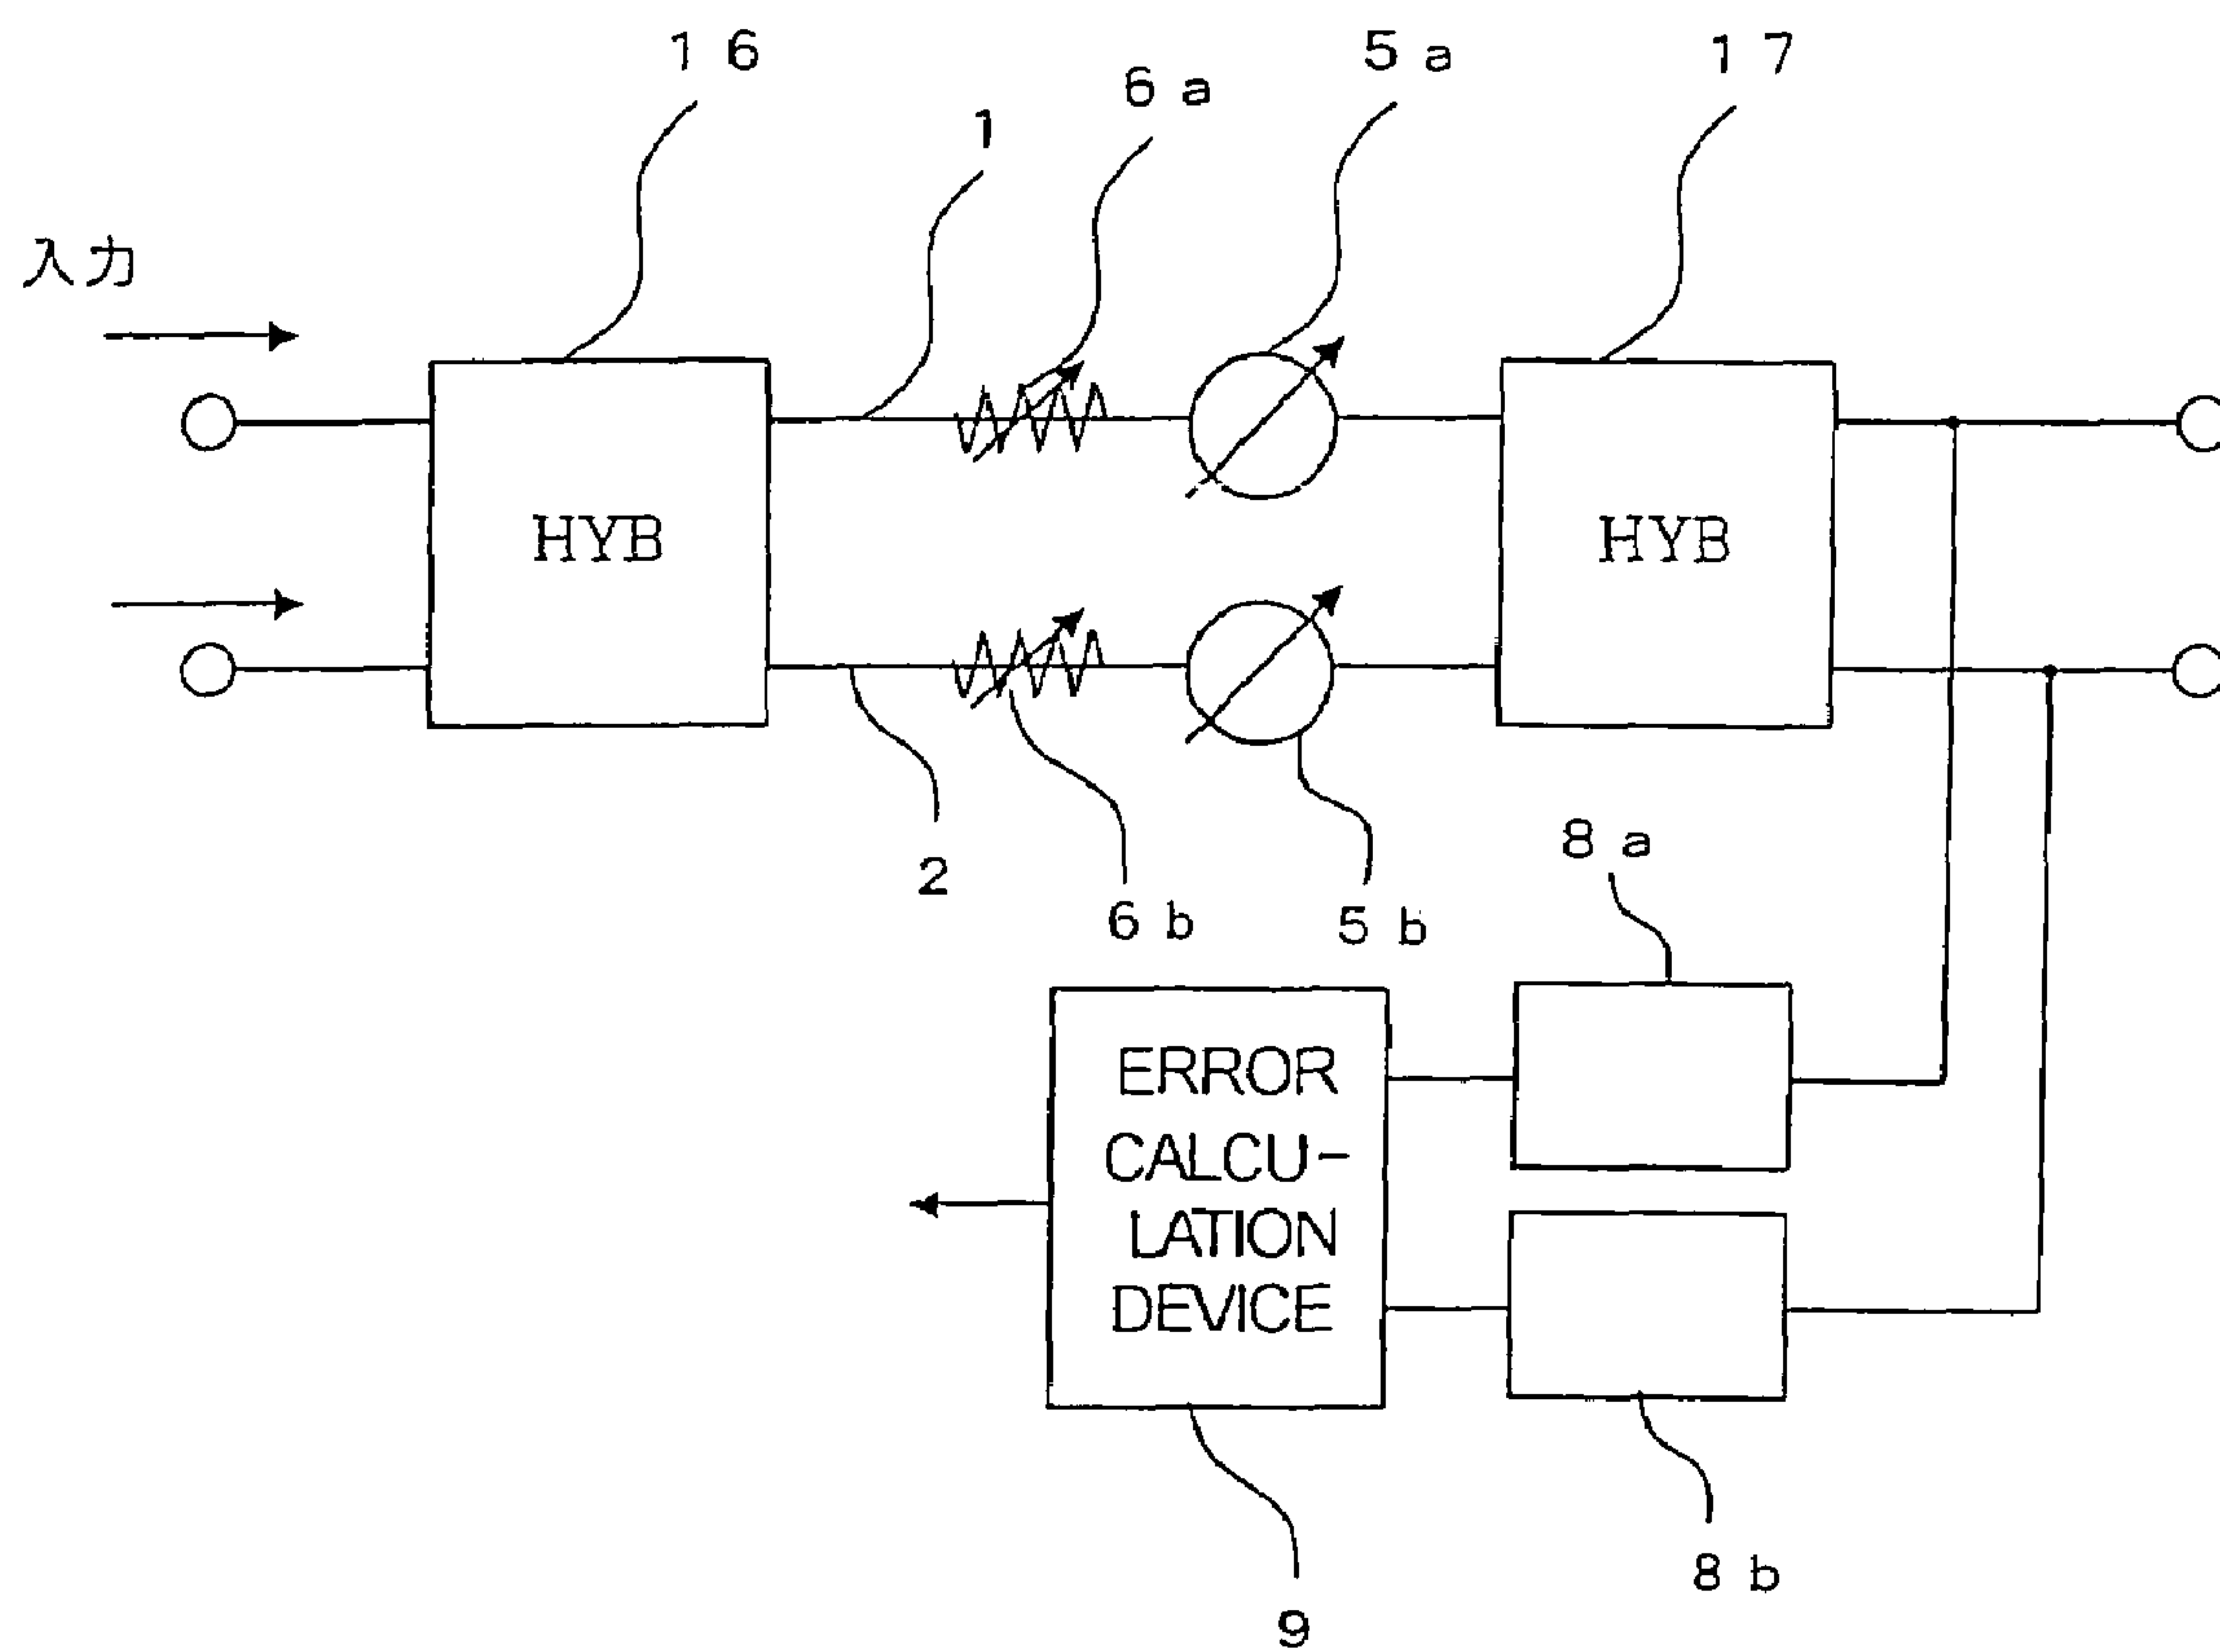 16
6a
5a
17
1
入力
HYB
HYB
2
6b
5b
8a
ERROR
CALCU-
LATION
DEVICE
8b
9